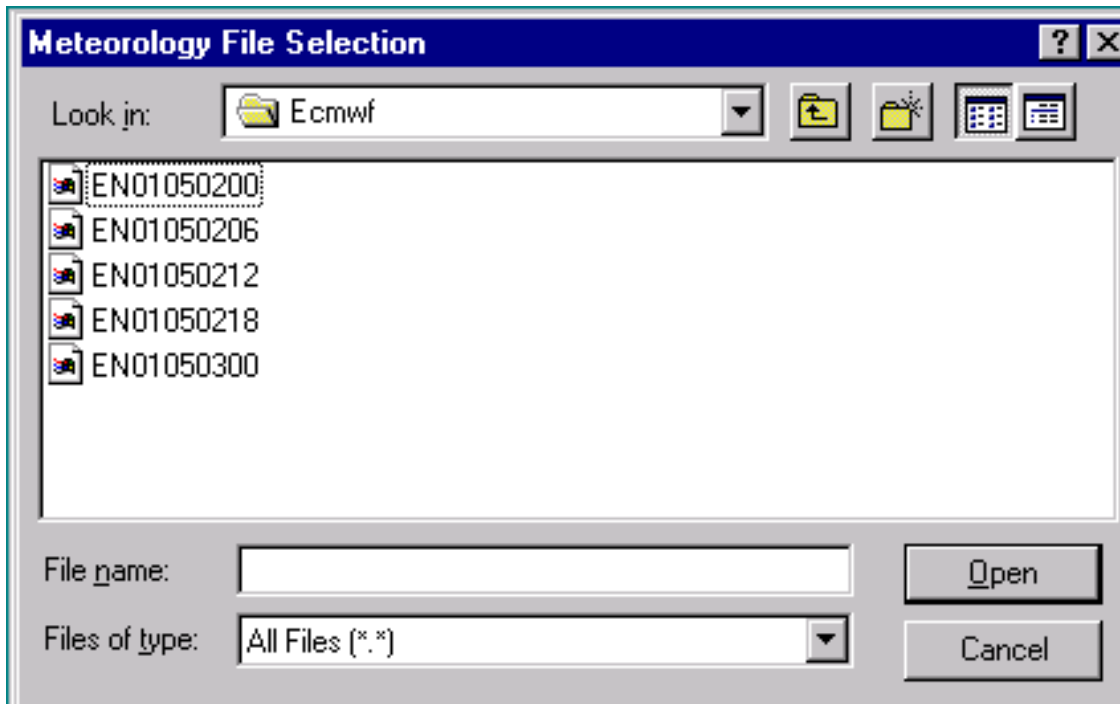 Meteorology File Selection
Look in: Ecmwf
EN01050200
EN01050206
EN01050212
EN01050218
EN01050300
File name: Open
Files of type: All Files (*.*) Cancel